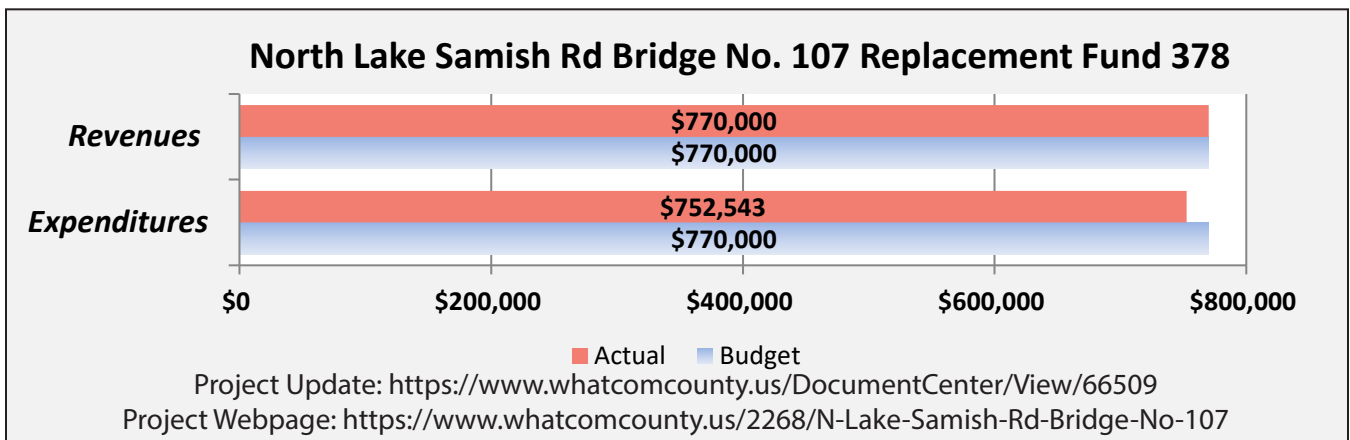 North Lake Samish Rd Bridge No. 107 Replacement Fund 378
Revenues
$770,000
$770,000
Expenditures
$752,543
$770,000
$0 $200,000 $400,000 $600,000 $800,000
Actual Budget
Project Update: https://www.whatcomcounty.us/DocumentCenter/View/66509
Project Webpage: https://www.whatcomcounty.us/2268/N-Lake-Samish-Rd-Bridge-No-107